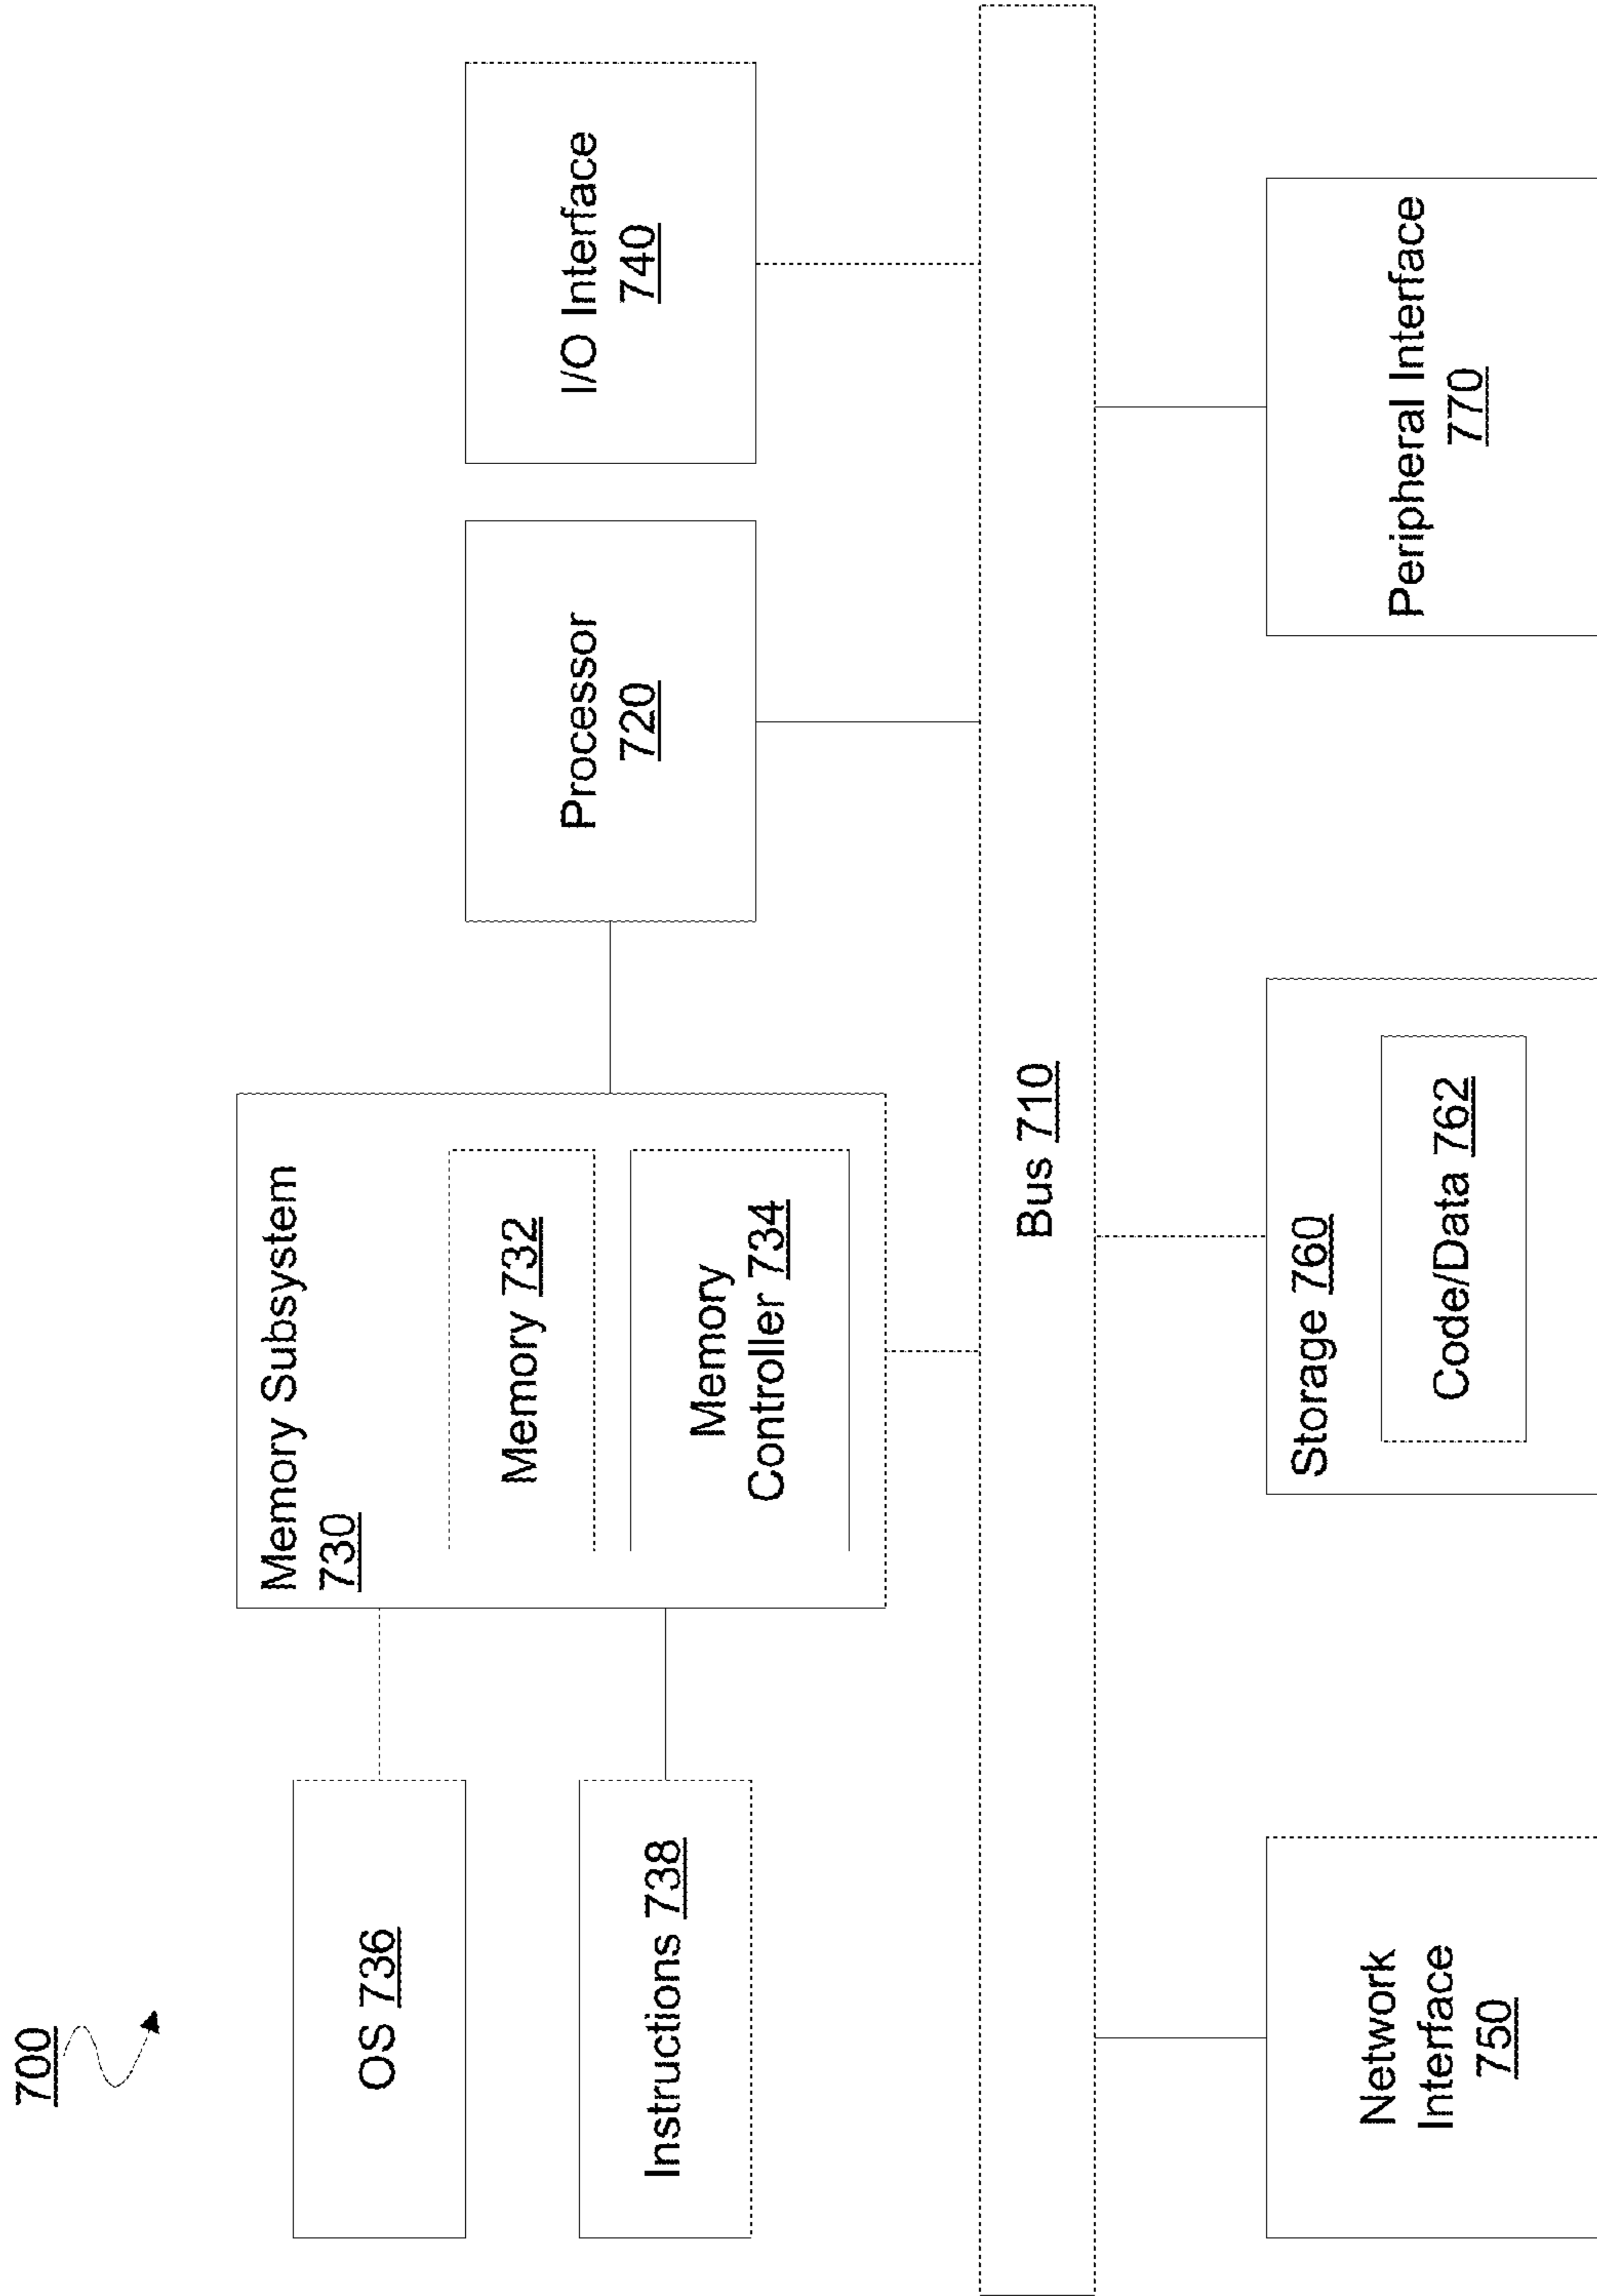 700
OS 736
Instructions 738
Memory Subsystem
730
Memory 732
Memory
Controller 734
Processor
720
I/O Interface
740
Bus 710
Network
Interface
750
Storage 760
Code/Data 762
Peripheral Interface
770